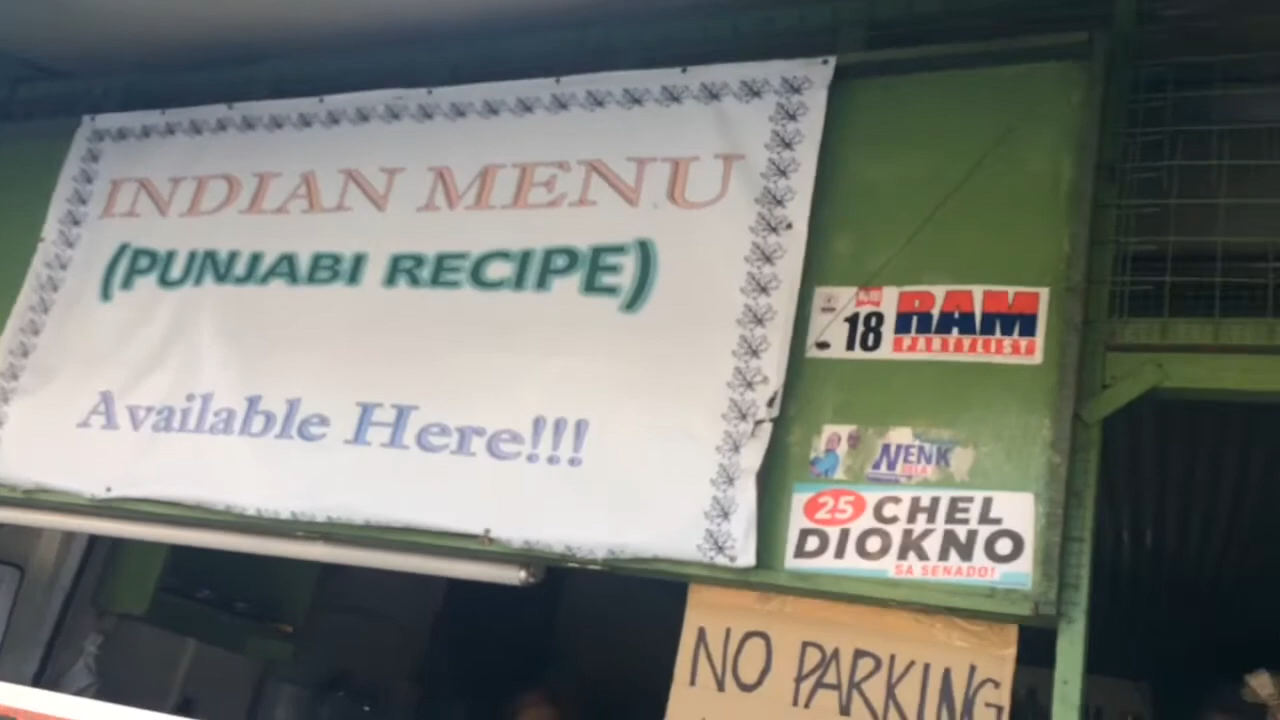 INDIAN MENU
(PUNJABI RECIPE)
Available Here!!!
18 RAM
PARTYLIST
NENK
25 CHEL
DIOKNO
SA SENADO!
NO PARKING